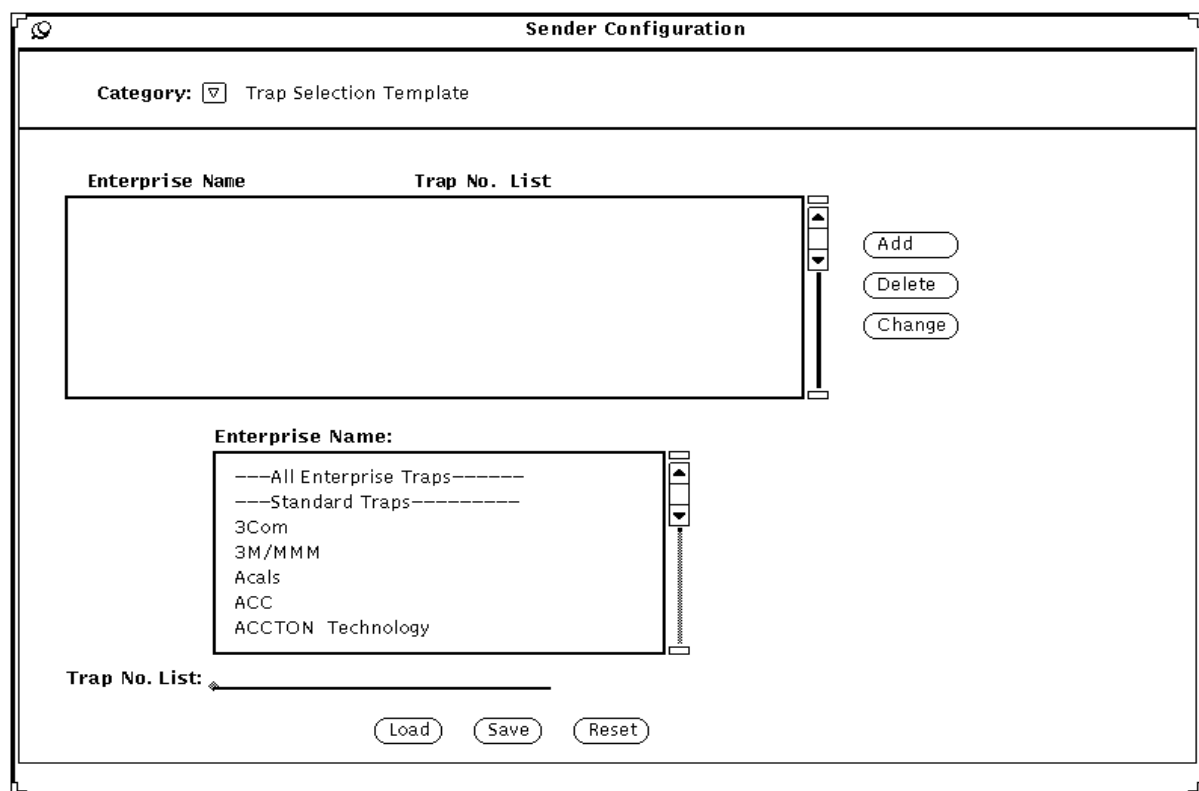 Sender Configuration
Category: Trap Selection Template
Enterprise Name Trap No. List
Add
Delete
Change
Enterprise Name:
---All Enterprise Traps------
---Standard Traps---------
3Com
3M/MMM
Acals
ACC
ACCTON Technology
Trap No. List:
Load Save Reset